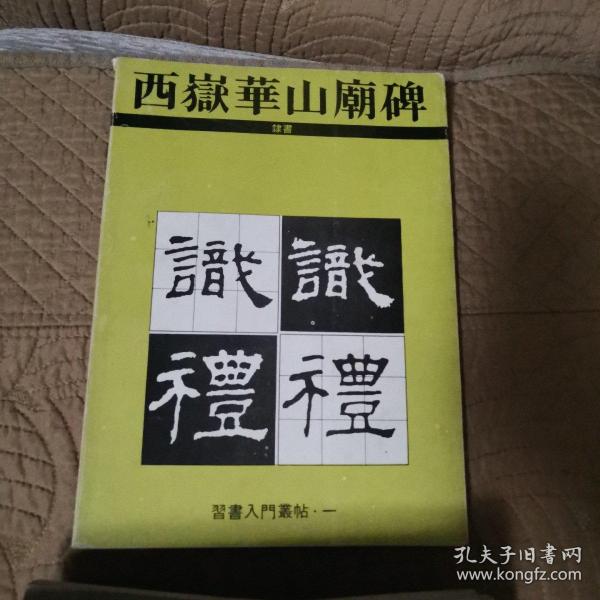 西嶽華山廟碑
隸書
識識
禮禮
習書入門叢帖·一
孔夫子旧书网
www.kongfz.com